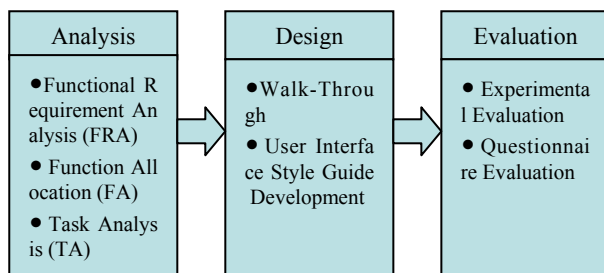 Analysis
●Functional R
equirement An
alysis (FRA)
● Function All
ocation (FA)
● Task Analys
is (TA)
Design
●Walk-Throu
gh
● User Interfa
ce Style Guide
Development
Evaluation
● Experimenta
l Evaluation
● Questionnai
re Evaluation